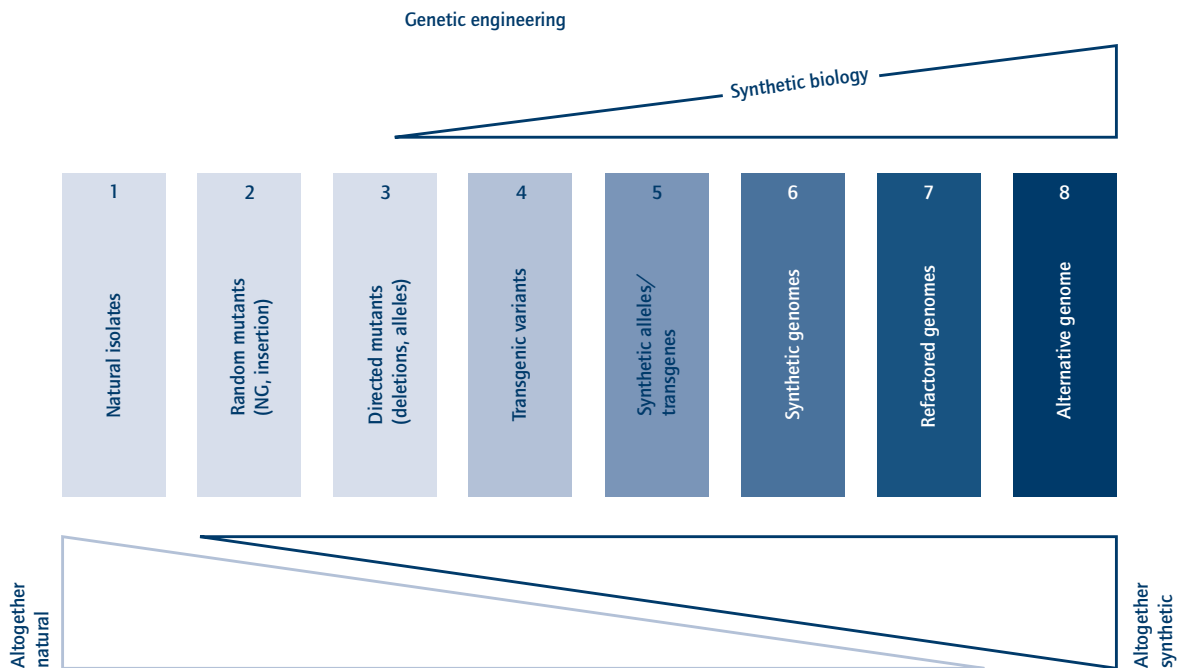 Genetic engineering
Synthetic biology
1
2
3
4
5
6
7
8
Natural isolates
Random mutants
(NG, insertion)
Directed mutants
(deletions, alleles)
Transgenic variants
Synthetic alleles/
transgenes
Synthetic genomes
Refactored genomes
Alternative genome
Altogether
natural
Altogether
synthetic